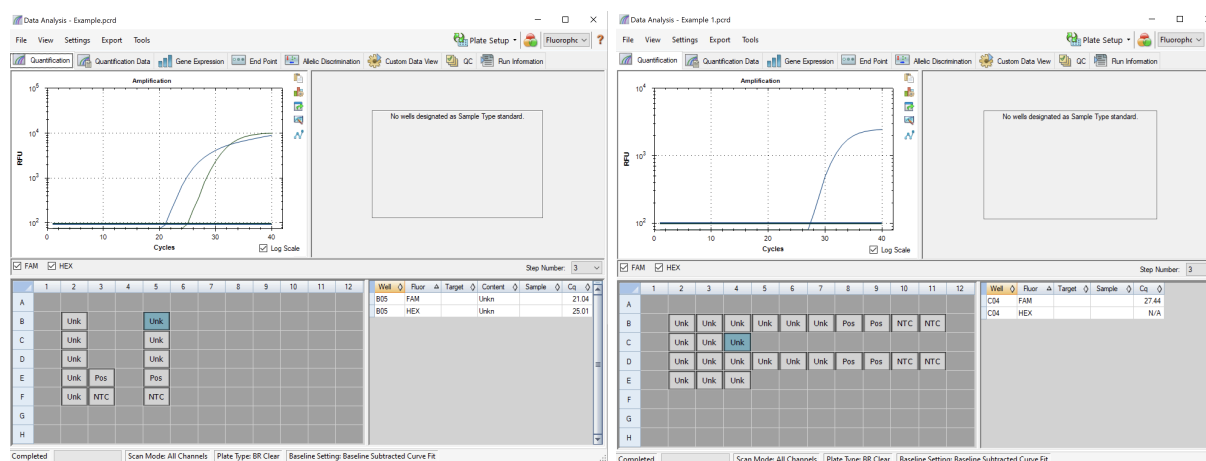 Data Analysis - Example.pcrd
File View Settings Export Tools
Plate Setup Fluoropho ?
Quantification Quantification Data Gene Expression End Point Allelic Discrimination Custom Data View QC Run Information
Amplification
10^5
10^4
10^3
10^2
RFU
0 10 20 30 40
Cycles
Log Scale
No wells designated as Sample Type standard.
FAM HEX
Step Number: 3
1 2 3 4 5 6 7 8 9 10 11 12
A
B Unk Unk
C Unk Unk
D Unk Unk
E Unk Pos Pos
F Unk NTC NTC
G
H
Well Fluor Target Content Sample Cq
B05 FAM Unkn 21.04
B05 HEX Unkn 25.01
Completed Scan Mode: All Channels Plate Type: BR Clear Baseline Setting: Baseline Subtracted Curve Fit
Data Analysis - Example 1.pcrd
File View Settings Export Tools
Plate Setup Fluoropho
Quantification Quantification Data Gene Expression End Point Allelic Discrimination Custom Data View QC Run Information
Amplification
10^4
10^3
10^2
RFU
0 10 20 30 40
Cycles
Log Scale
No wells designated as Sample Type standard.
FAM HEX
Step Number: 3
1 2 3 4 5 6 7 8 9 10 11 12
A
B Unk Unk Unk Unk Unk Unk Pos Pos NTC NTC
C Unk Unk Unk
D Unk Unk Unk Unk Unk Unk Pos Pos NTC NTC
E Unk Unk Unk
F
G
H
Well Fluor Target Sample Cq
C04 FAM 27.44
C04 HEX N/A
Completed Scan Mode: All Channels Plate Type: BR Clear Baseline Setting: Baseline Subtracted Curve Fit